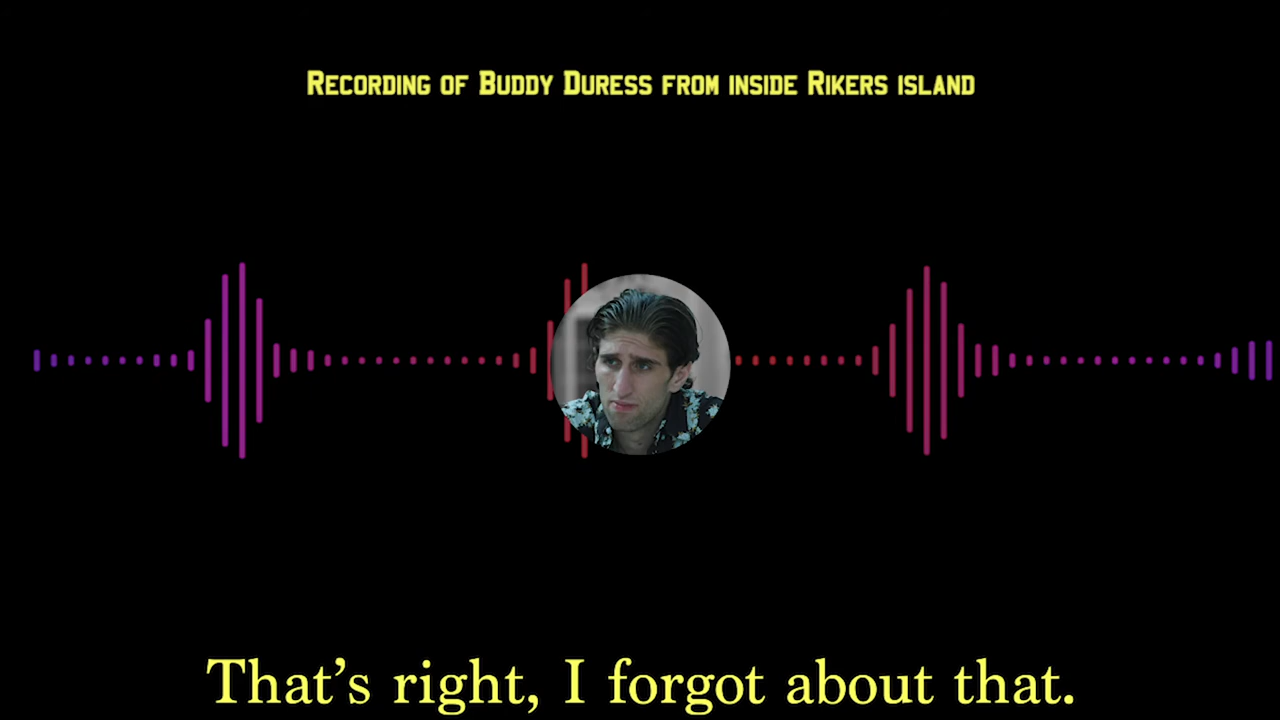 Recording of Buddy Duress from inside Rikers island
That's right, I forgot about that.